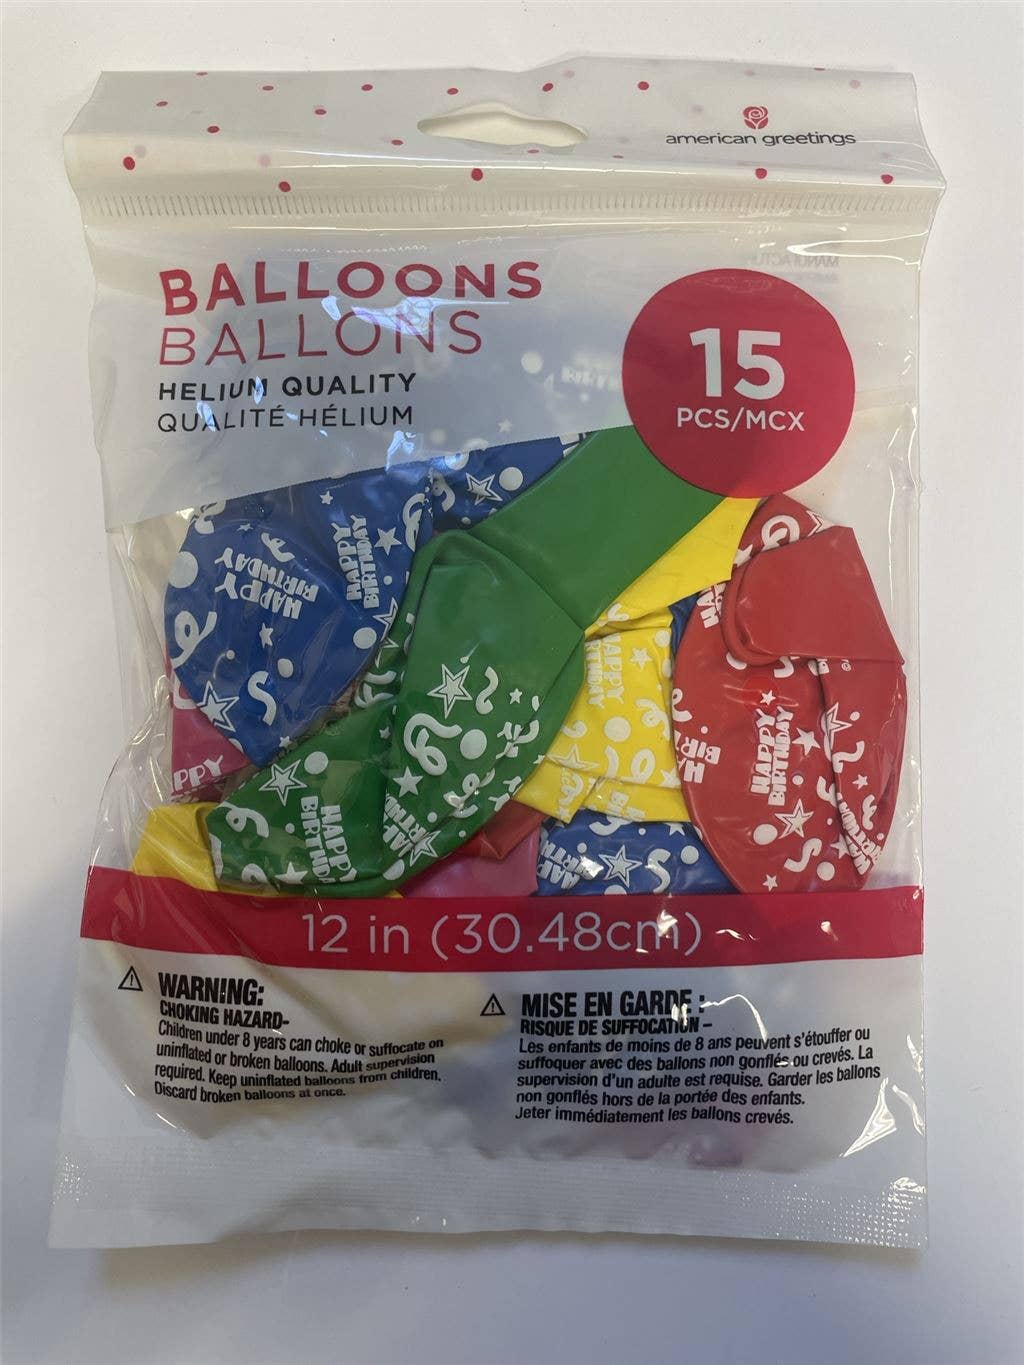 american greetings
BALLOONS
BALLONS
HELIUM QUALITY
QUALITÉ HÉLIUM
15
PCS/MCX
HAPPY
BIRTHDAY
HAPPY
BIRTHDAY
HAPPY
BIRTHDAY
HAPPY
BIRTHDAY
12 in (30.48cm)
WARNING:
CHOKING HAZARD-
Children under 8 years can choke or suffocate on
uninflated or broken balloons. Adult supervision
required. Keep uninflated balloons from children.
Discard broken balloons at once.
MISE EN GARDE :
RISQUE DE SUFFOCATION –
Les enfants de moins de 8 ans peuvent s'étouffer ou
suffoquer avec des ballons non gonflés ou crevés. La
supervision d'un adulte est requise. Garder les ballons
non gonflés hors de la portée des enfants.
Jeter immédiatement les ballons crevés.